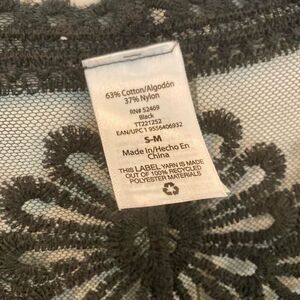 63% Cotton/Algodón
37% Nylon
RN# 52469
Black
TT221252
EAN/UPC 1 9556406932
S-M
Made In/Hecho En
China
This LABEL YARN IS MADE
OUT OF 100% RECYCLED
POLYESTER MATERIALS